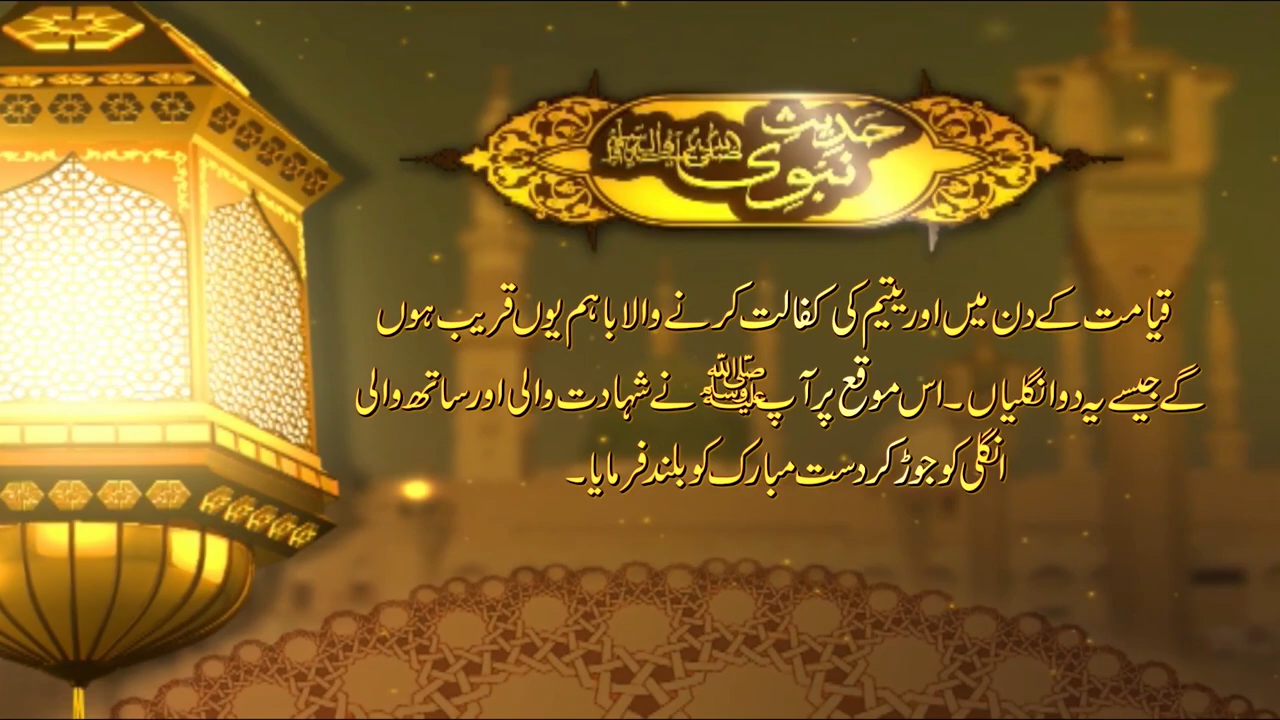 حدیث نبوی صلی اللہ علیہ وآلہ وسلم
قیامت کے دن میں اور یتیم کی کفالت کرنے والا باہم یوں قریب ہوں
گے جیسے یہ دو انگلیاں ۔ اس موقع پر آپ ﷺ نے شہادت والی اور ساتھ والی
انگلی کو جوڑ کر دست مبارک کو بلند فرمایا ۔